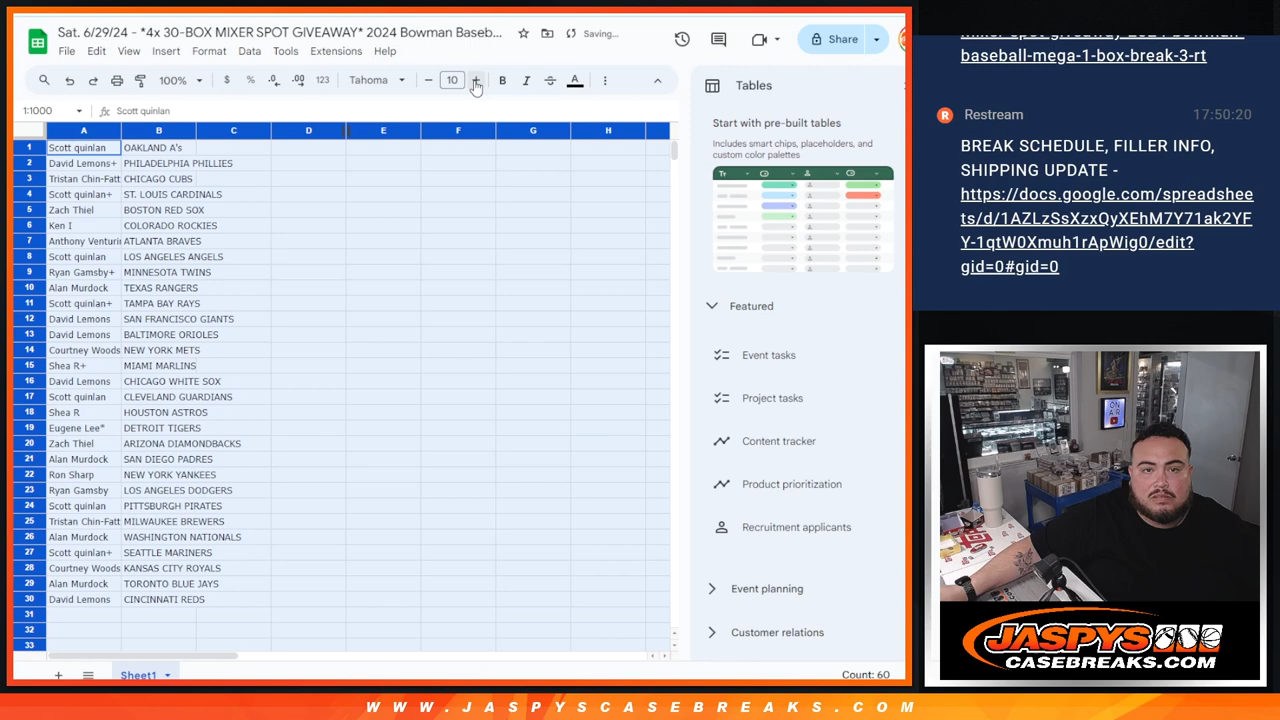 Sat. 6/29/24 - *4x 30-BOX MIXER SPOT GIVEAWAY* 2024 Bowman Baseb...
Saving...
Share
File Edit View Insert Format Data Tools Extensions Help
100% $ % .0 .00 123 Tahoma 10 B I A
1:1000 fx Scott quinlan
A B C D E F G H
1 Scott quinlan OAKLAND A's
2 David Lemons+ PHILADELPHIA PHILLIES
3 Tristan Chin-Fatt CHICAGO CUBS
4 Scott quinlan+ ST. LOUIS CARDINALS
5 Zach Thiel BOSTON RED SOX
6 Ken I COLORADO ROCKIES
7 Anthony Venturin ATLANTA BRAVES
8 Scott quinlan LOS ANGELES ANGELS
9 Ryan Gamsby+ MINNESOTA TWINS
10 Alan Murdock TEXAS RANGERS
11 Scott quinlan+ TAMPA BAY RAYS
12 David Lemons SAN FRANCISCO GIANTS
13 David Lemons BALTIMORE ORIOLES
14 Courtney Woods NEW YORK METS
15 Shea R+ MIAMI MARLINS
16 David Lemons CHICAGO WHITE SOX
17 Scott quinlan CLEVELAND GUARDIANS
18 Shea R HOUSTON ASTROS
19 Eugene Lee* DETROIT TIGERS
20 Zach Thiel ARIZONA DIAMONDBACKS
21 Alan Murdock SAN DIEGO PADRES
22 Ron Sharp NEW YORK YANKEES
23 Ryan Gamsby LOS ANGELES DODGERS
24 Scott quinlan PITTSBURGH PIRATES
25 Tristan Chin-Fatt MILWAUKEE BREWERS
26 Alan Murdock WASHINGTON NATIONALS
27 Scott quinlan+ SEATTLE MARINERS
28 Courtney Woods KANSAS CITY ROYALS
29 Alan Murdock TORONTO BLUE JAYS
30 David Lemons CINCINNATI REDS
31
32
33
Sheet1
Count: 60
Tables
Start with pre-built tables
Includes smart chips, placeholders, and
custom color palettes
Featured
Event tasks
Project tasks
Content tracker
Product prioritization
Recruitment applicants
Event planning
Customer relations
mixer-spot-giveaway-2024-bowman-
baseball-mega-1-box-break-3-rt
R Restream 17:50:20
BREAK SCHEDULE, FILLER INFO,
SHIPPING UPDATE -
https://docs.google.com/spreadshee
ts/d/1AZLzSsXzxQyXEhM7Y71ak2YF
Y-1qtW0Xmuh1rApWig0/edit?
gid=0#gid=0
ON
AIR
JASPYS
CASEBREAKS.COM
WWW.JASPYSCASEBREAKS.COM